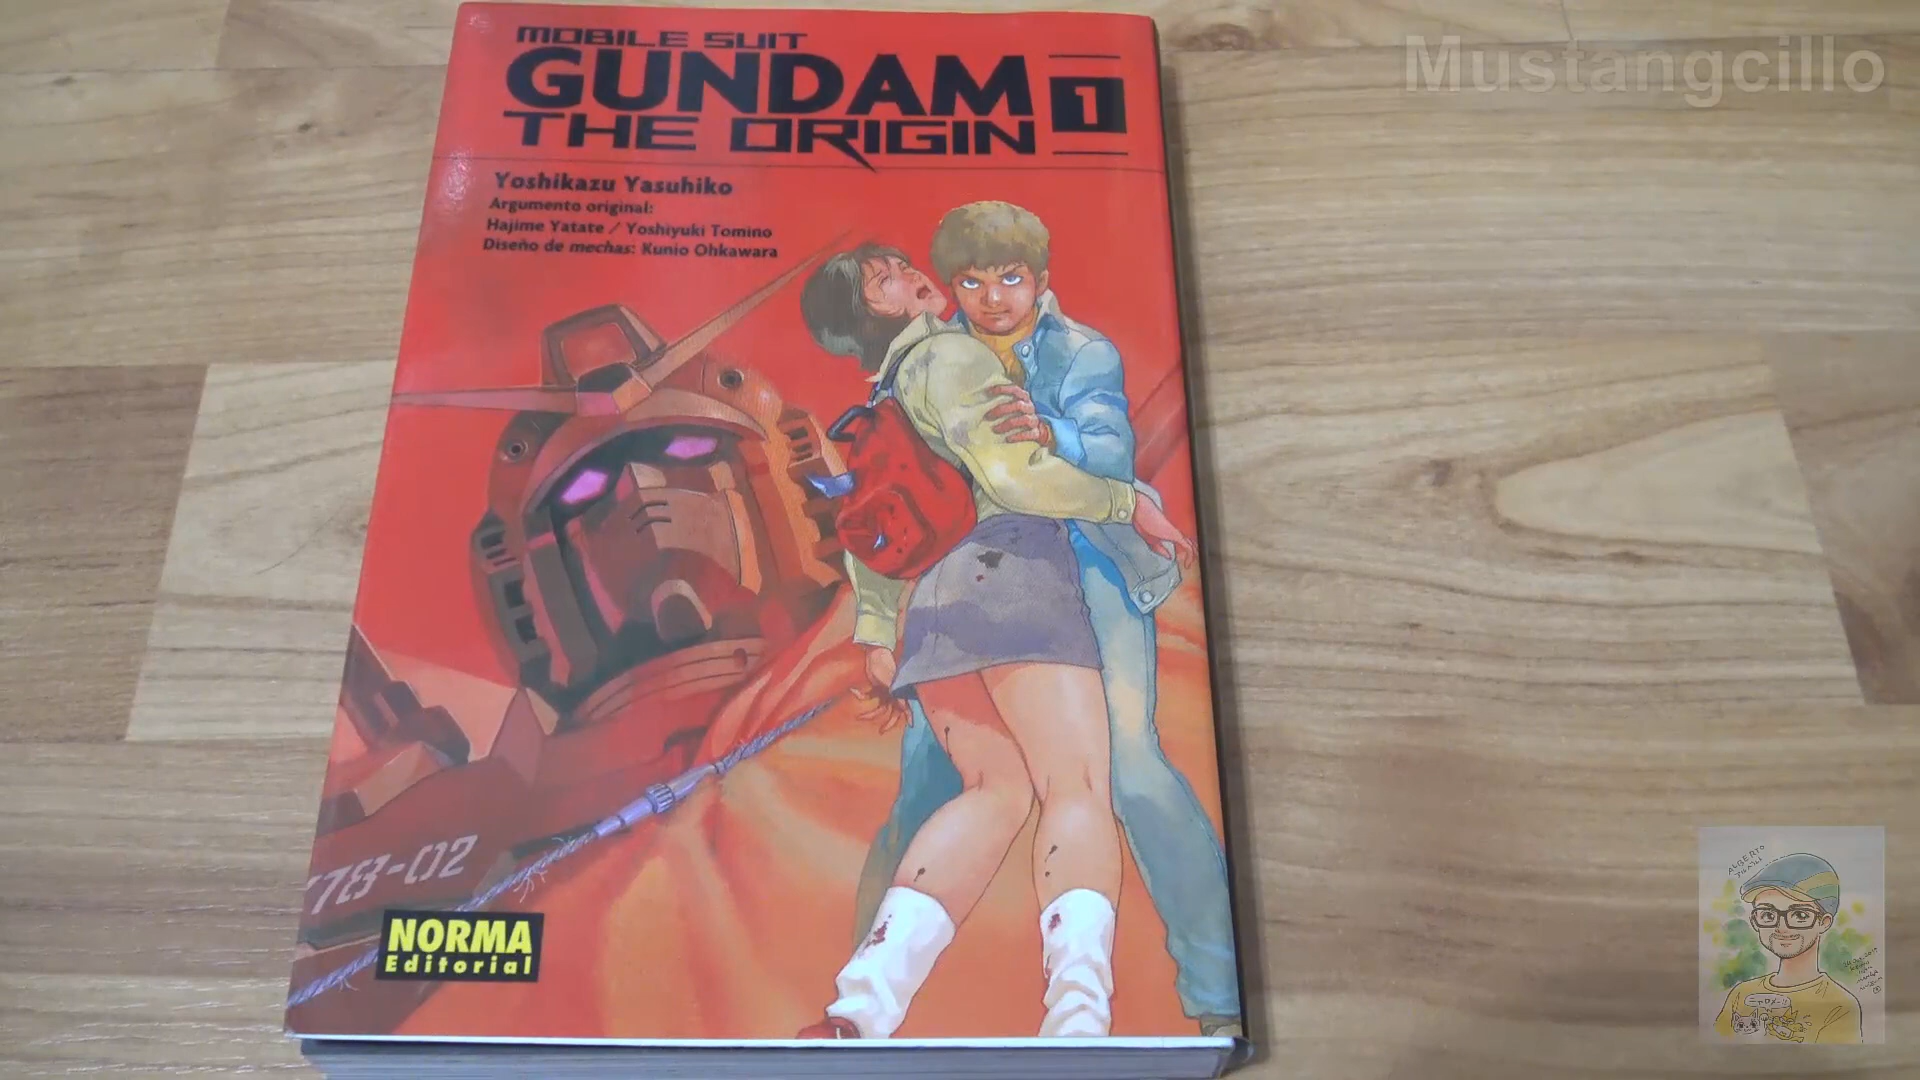 MOBILE SUIT
GUNDAM
THE ORIGIN
1
Yoshikazu Yasuhiko
Argumento original:
Hajime Yatate / Yoshiyuki Tomino
Diseño de mechas: Kunio Ohkawara
78-02
NORMA
Editorial
Mustangcillo
ALBERTO